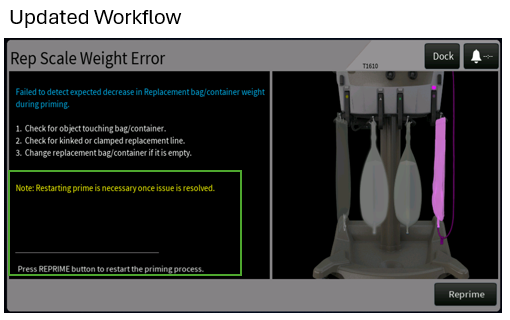 Updated Workflow
Rep Scale Weight Error
T1610
Dock
--:--
Failed to detect expected decrease in Replacement bag/container weight
during priming.
1. Check for object touching bag/container.
2. Check for kinked or clamped replacement line.
3. Change replacement bag/container if it is empty.
Note: Restarting prime is necessary once issue is resolved.
Press REPRIME button to restart the priming process.
Reprime